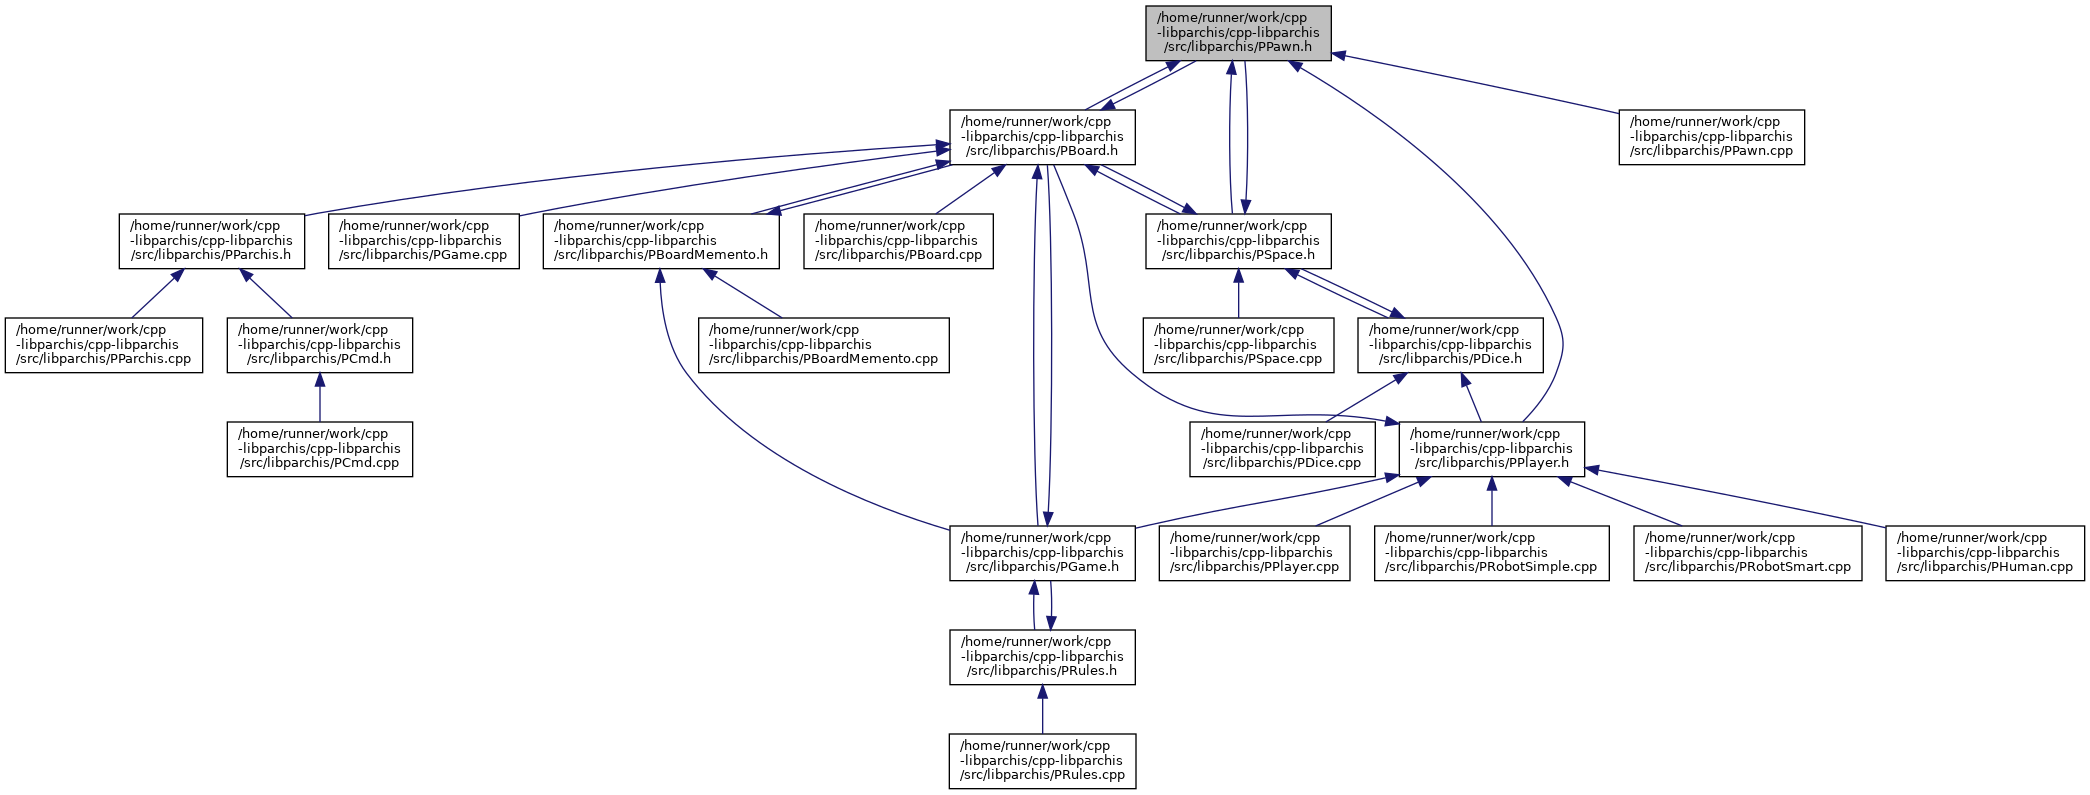 /home/runner/work/cpp
-libparchis/cpp-libparchis
/src/libparchis/PPawn.h
/home/runner/work/cpp
-libparchis/cpp-libparchis
/src/libparchis/PBoard.h
/home/runner/work/cpp
-libparchis/cpp-libparchis
/src/libparchis/PPawn.cpp
/home/runner/work/cpp
-libparchis/cpp-libparchis
/src/libparchis/PParchis.h
/home/runner/work/cpp
-libparchis/cpp-libparchis
/src/libparchis/PGame.cpp
/home/runner/work/cpp
-libparchis/cpp-libparchis
/src/libparchis/PBoardMemento.h
/home/runner/work/cpp
-libparchis/cpp-libparchis
/src/libparchis/PBoard.cpp
/home/runner/work/cpp
-libparchis/cpp-libparchis
/src/libparchis/PSpace.h
/home/runner/work/cpp
-libparchis/cpp-libparchis
/src/libparchis/PParchis.cpp
/home/runner/work/cpp
-libparchis/cpp-libparchis
/src/libparchis/PCmd.h
/home/runner/work/cpp
-libparchis/cpp-libparchis
/src/libparchis/PBoardMemento.cpp
/home/runner/work/cpp
-libparchis/cpp-libparchis
/src/libparchis/PSpace.cpp
/home/runner/work/cpp
-libparchis/cpp-libparchis
/src/libparchis/PDice.h
/home/runner/work/cpp
-libparchis/cpp-libparchis
/src/libparchis/PCmd.cpp
/home/runner/work/cpp
-libparchis/cpp-libparchis
/src/libparchis/PDice.cpp
/home/runner/work/cpp
-libparchis/cpp-libparchis
/src/libparchis/PPlayer.h
/home/runner/work/cpp
-libparchis/cpp-libparchis
/src/libparchis/PGame.h
/home/runner/work/cpp
-libparchis/cpp-libparchis
/src/libparchis/PPlayer.cpp
/home/runner/work/cpp
-libparchis/cpp-libparchis
/src/libparchis/PRobotSimple.cpp
/home/runner/work/cpp
-libparchis/cpp-libparchis
/src/libparchis/PRobotSmart.cpp
/home/runner/work/cpp
-libparchis/cpp-libparchis
/src/libparchis/PHuman.cpp
/home/runner/work/cpp
-libparchis/cpp-libparchis
/src/libparchis/PRules.h
/home/runner/work/cpp
-libparchis/cpp-libparchis
/src/libparchis/PRules.cpp